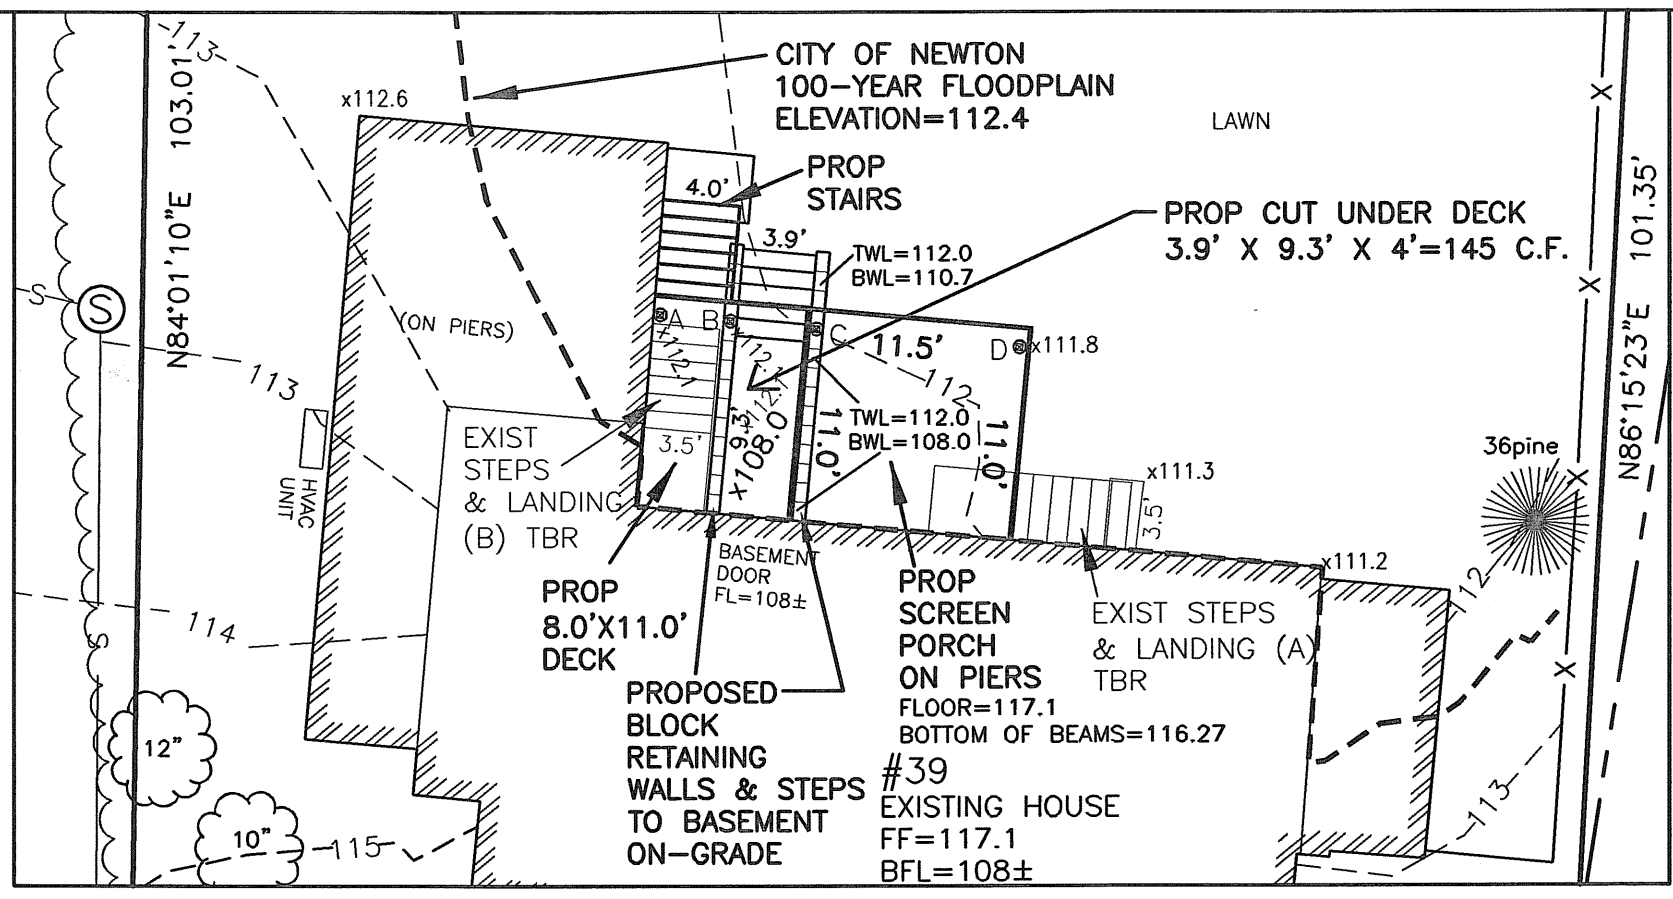 CITY OF NEWTON
100-YEAR FLOODPLAIN
ELEVATION=112.4
LAWN
113
N84°01'10"E 103.01'
x112.6
PROP
STAIRS
4.0'
PROP CUT UNDER DECK
3.9' X 9.3' X 4'=145 C.F.
3.9'
TWL=112.0
BWL=110.7
N86°15'23"E 101.35'
X
X
X
X
S
S
(ON PIERS)
A
B
C
D
x111.8
11.5'
x112.1
x112.1
x112.1
112
113
HVAC
UNIT
EXIST
STEPS
& LANDING
(B) TBR
3.5'
9.3'
x108.0
11.0'
TWL=112.0
BWL=108.0
11.0'
x111.3
3.5'
36pine
BASEMENT
DOOR
FL=108±
x111.2
PROP
8.0'X11.0'
DECK
PROP
SCREEN
PORCH
ON PIERS
FLOOR=117.1
BOTTOM OF BEAMS=116.27
EXIST STEPS
& LANDING (A)
TBR
112
114
S
PROPOSED
BLOCK
RETAINING
WALLS & STEPS
TO BASEMENT
ON-GRADE
#39
EXISTING HOUSE
FF=117.1
BFL=108±
12"
10"
115
113